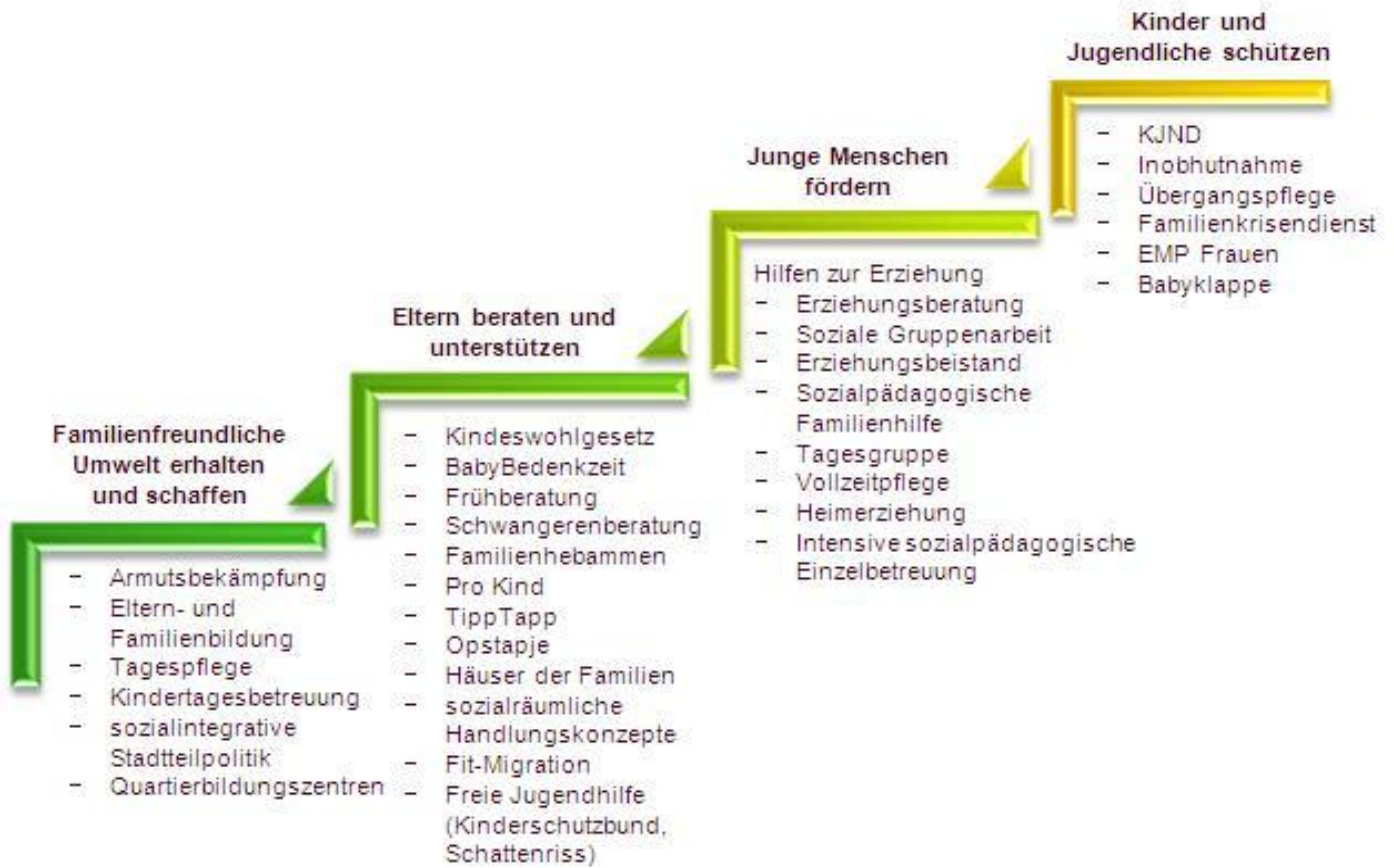 Familienfreundliche
Umwelt erhalten
und schaffen
- Armutsbekämpfung
- Eltern- und
Familienbildung
- Tagespflege
- Kindertagesbetreuung
- sozialintegrative
Stadtteilpolitik
- Quartierbildungszentren
Eltern beraten und
unterstützen
- Kindeswohlgesetz
- BabyBedenkzeit
- Frühberatung
- Schwangerenberatung
- Familienhebammen
- Pro Kind
- TippTapp
- Opstapje
- Häuser der Familien
- sozialräumliche
Handlungskonzepte
- Fit-Migration
- Freie Jugendhilfe
(Kinderschutzbund,
Schattenriss)
Junge Menschen
fördern
Hilfen zur Erziehung
- Erziehungsberatung
- Soziale Gruppenarbeit
- Erziehungsbeistand
- Sozialpädagogische
Familienhilfe
- Tagesgruppe
- Vollzeitpflege
- Heimerziehung
- Intensive sozialpädagogische
Einzelbetreuung
Kinder und
Jugendliche schützen
- KJND
- Inobhutnahme
- Übergangspflege
- Familienkrisendienst
- EMP Frauen
- Babyklappe